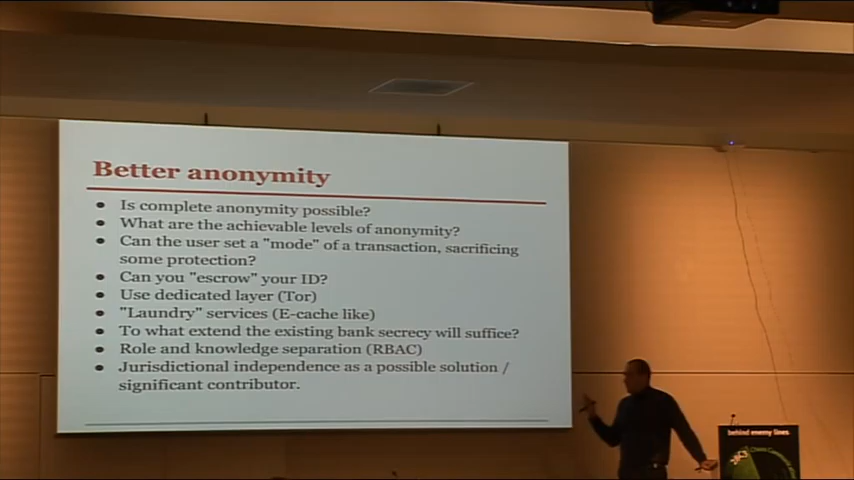 Better anonymity
Is complete anonymity possible?
What are the achievable levels of anonymity?
Can the user set a "mode" of a transaction, sacrificing
some protection?
Can you "escrow" your ID?
Use dedicated layer (Tor)
"Laundry" services (E-cache like)
To what extend the existing bank secrecy will suffice?
Role and knowledge separation (RBAC)
Jurisdictional independence as a possible solution /
significant contributor.
behind enemy lines.